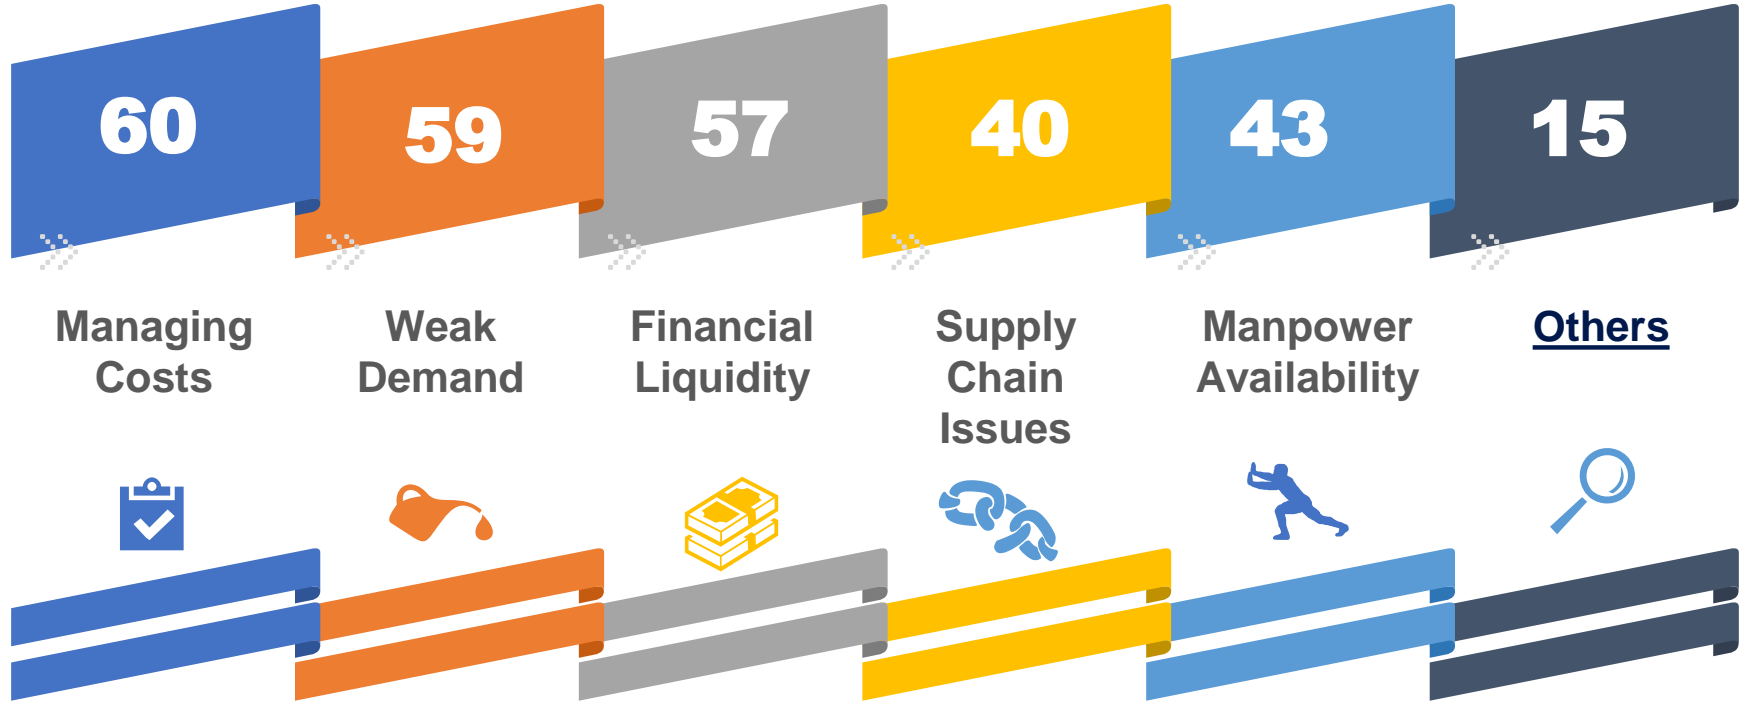 60
59
57
40
43
15
Managing
Costs
Weak
Demand
Financial
Liquidity
Supply
Chain
Issues
Manpower
Availability
Others